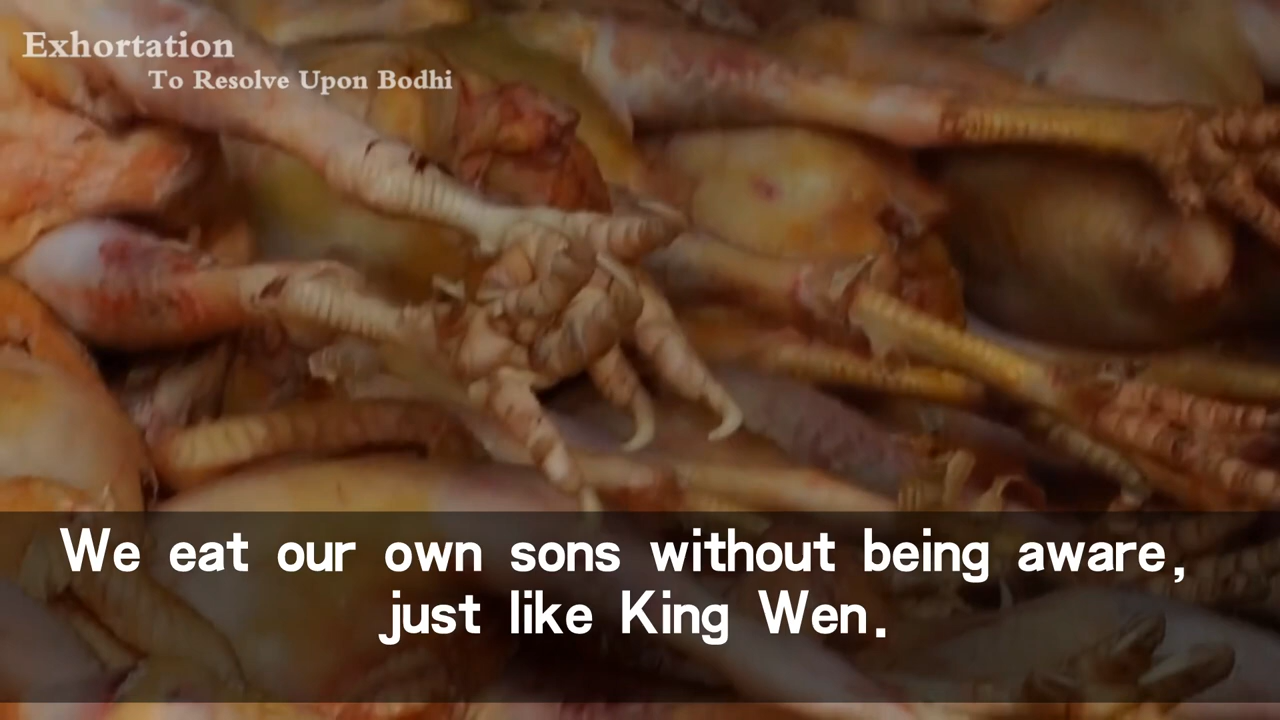 Exhortation
To Resolve Upon Bodhi
We eat our own sons without being aware,
just like King Wen.